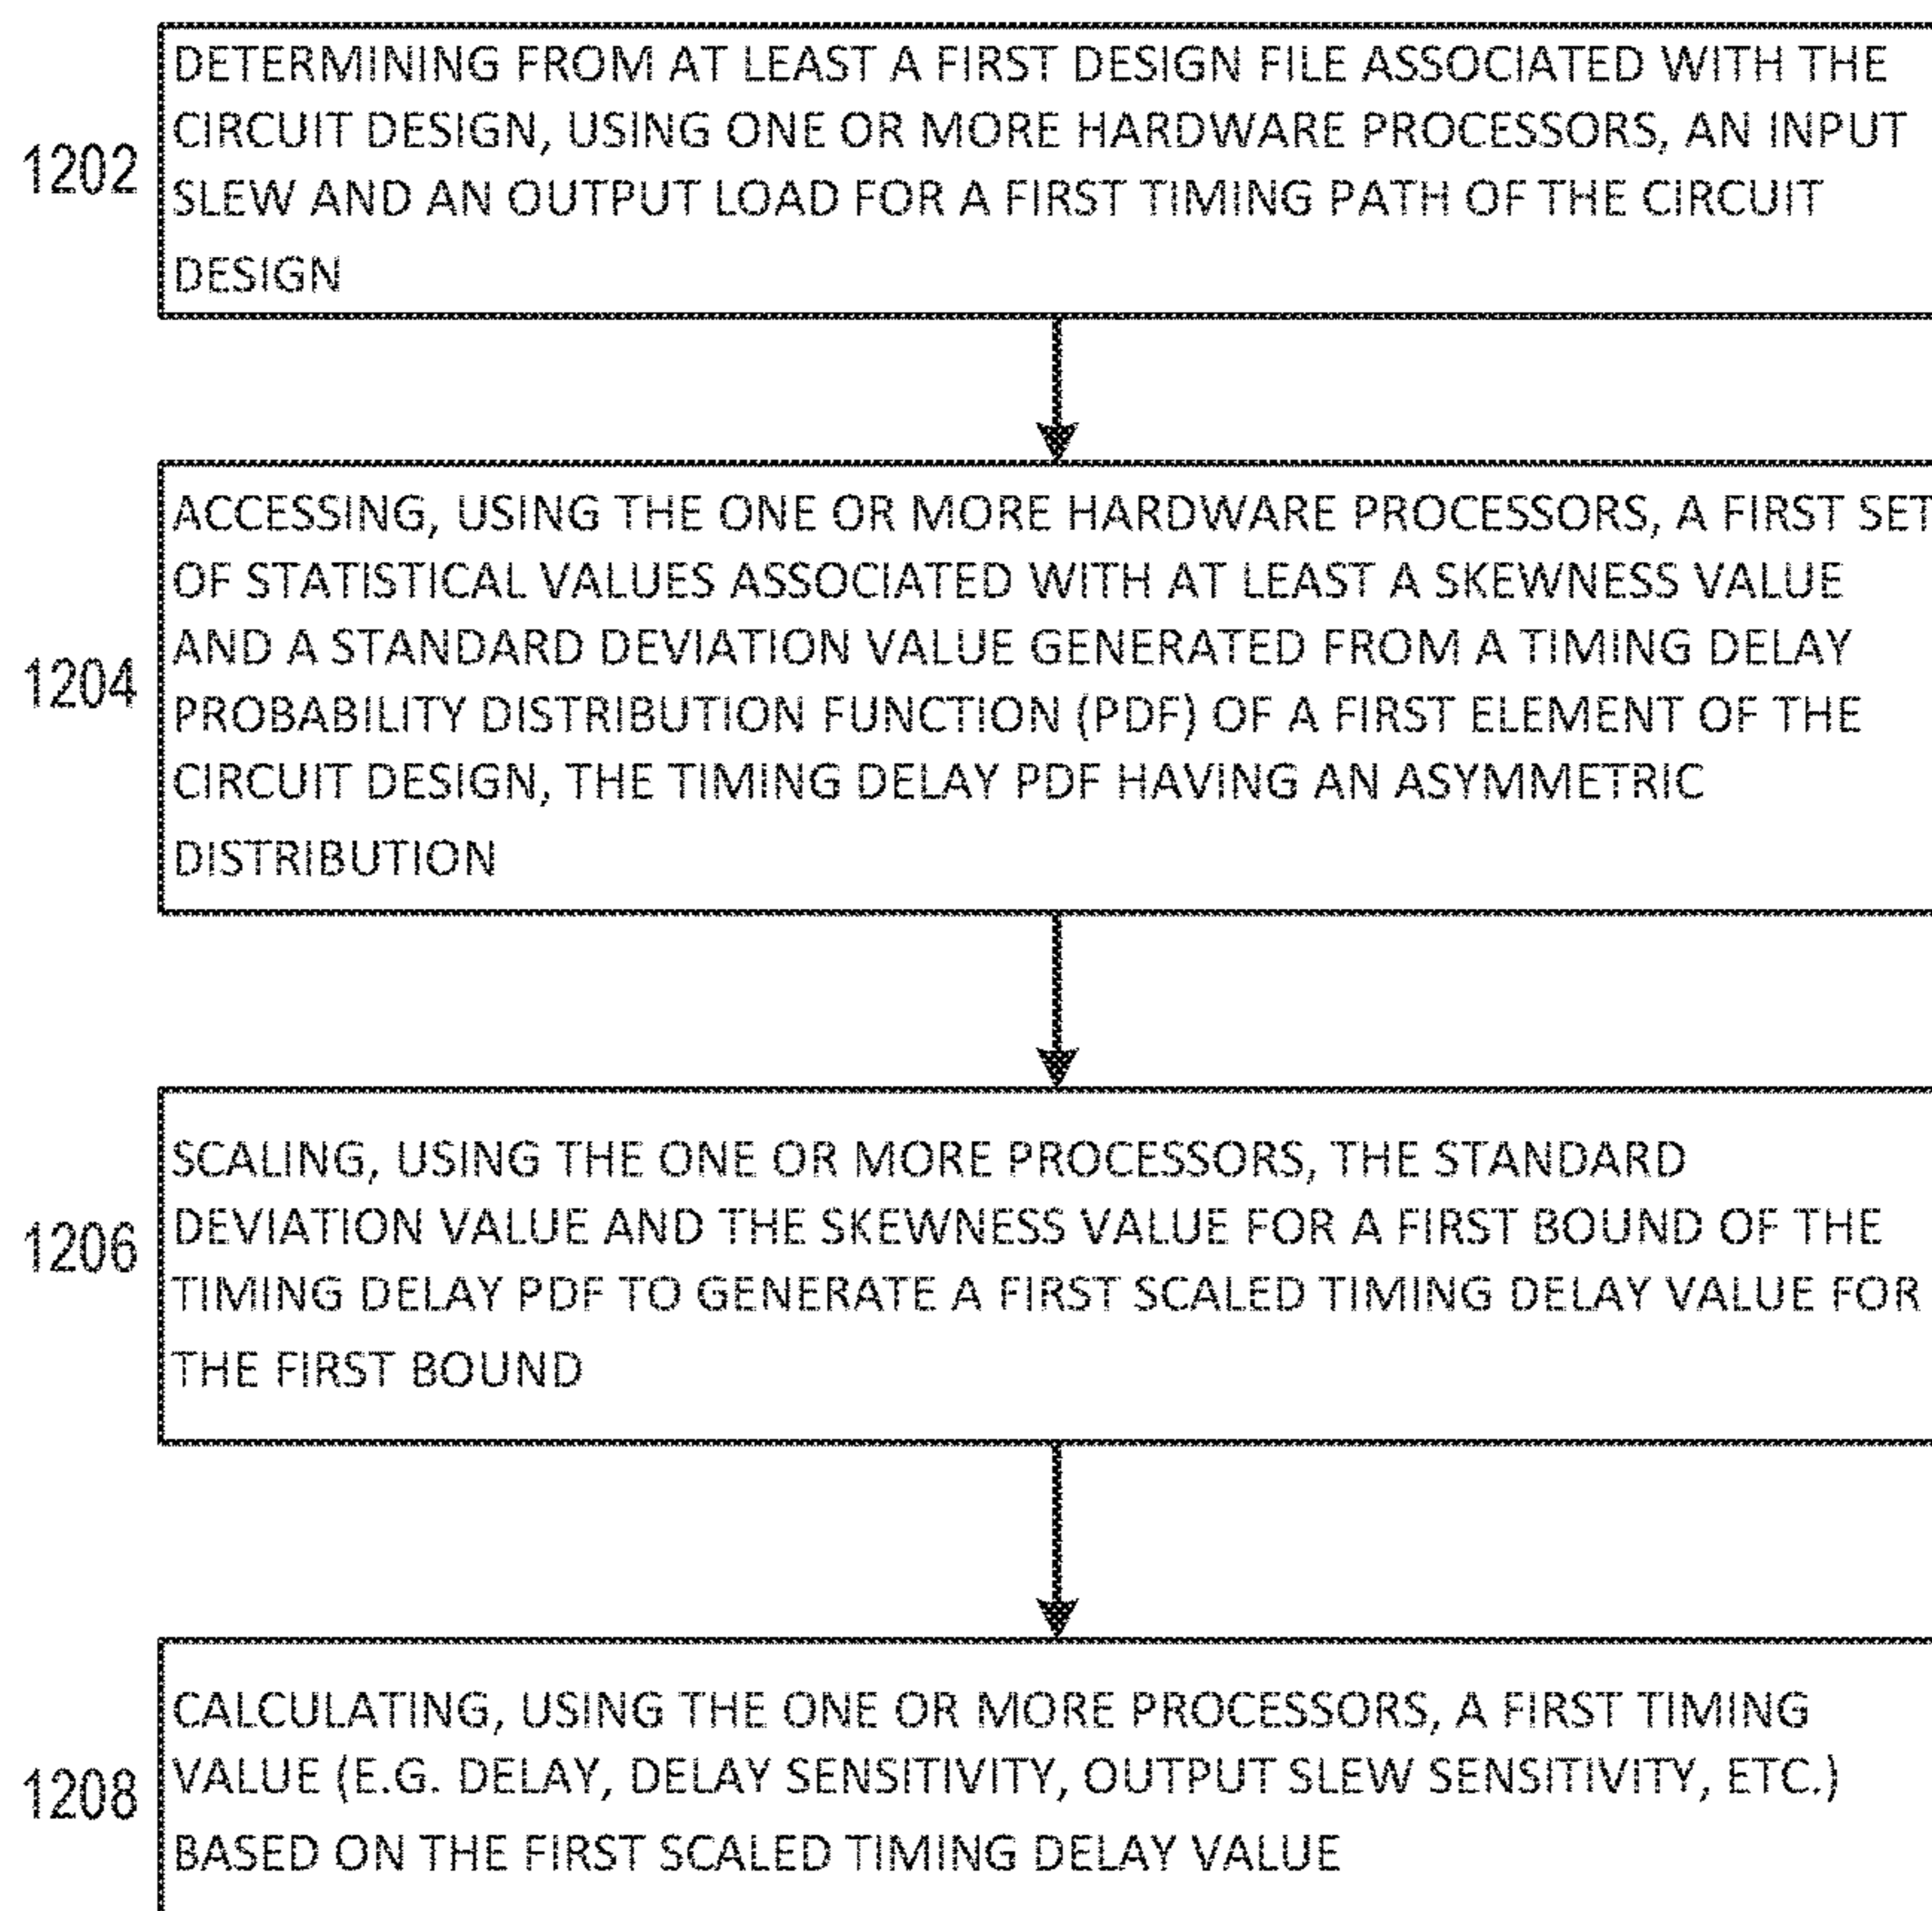 DETERMINING FROM AT LEAST A FIRST DESIGN FILE ASSOCIATED WITH THE
CIRCUIT DESIGN, USING ONE OR MORE HARDWARE PROCESSORS, AN INPUT
1202
SLEW AND AN OUTPUT LOAD FOR A FIRST TIMING PATH OF THE CIRCUIT
DESIGN
ACCESSING, USING THE ONE OR MORE HARDWARE PROCESSORS, A FIRST SET
OF STATISTICAL VALUES ASSOCIATED WITH AT LEAST A SKEWNESS VALUE
AND A STANDARD DEVIATION VALUE GENERATED FROM A TIMING DELAY
1204
PROBABILITY DISTRIBUTION FUNCTION (PDF) OF A FIRST ELEMENT OF THE
CIRCUIT DESIGN, THE TIMING DELAY PDF HAVING AN ASYMMETRIC
DISTRIBUTION
SCALING, USING THE ONE OR MORE PROCESSORS, THE STANDARD
DEVIATION VALUE AND THE SKEWNESS VALUE FOR A FIRST BOUND OF THE
1206
TIMING DELAY PDF TO GENERATE A FIRST SCALED TIMING DELAY VALUE FOR
THE FIRST BOUND
CALCULATING, USING THE ONE OR MORE PROCESSORS, A FIRST TIMING
VALUE (E.G. DELAY, DELAY SENSITIVITY, OUTPUT SLEW SENSITIVITY, ETC.)
1208
BASED ON THE FIRST SCALED TIMING DELAY VALUE